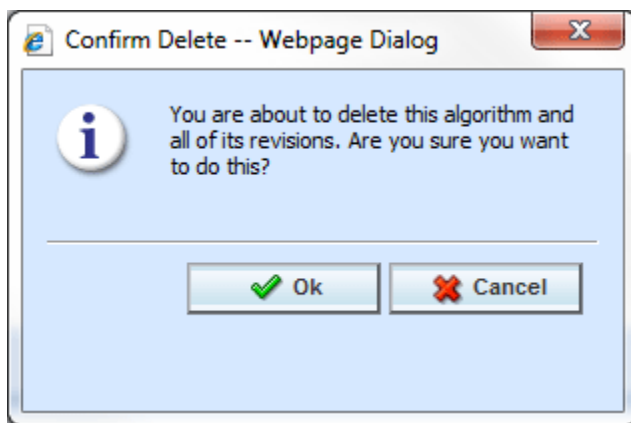 Confirm Delete -- Webpage Dialog
You are about to delete this algorithm and
all of its revisions. Are you sure you want
to do this?
Ok
Cancel